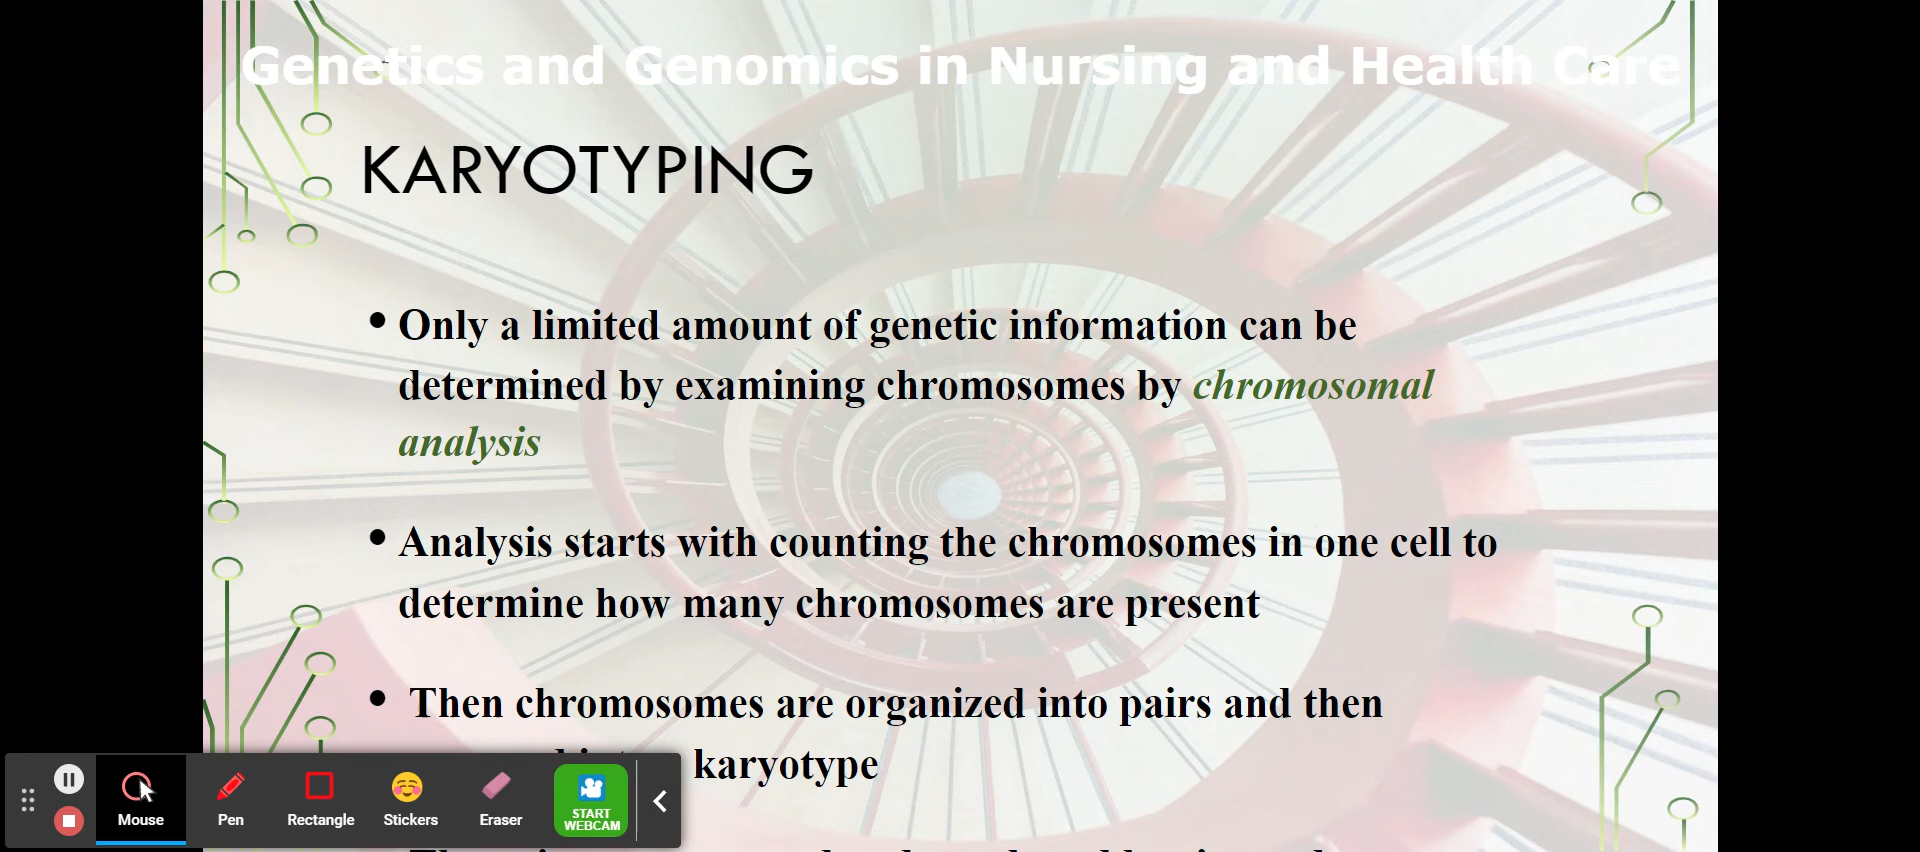 Genetics and Genomics in Nursing and Health Care
KARYOTYPING
• Only a limited amount of genetic information can be
determined by examining chromosomes by chromosomal
analysis
• Analysis starts with counting the chromosomes in one cell to
determine how many chromosomes are present
• Then chromosomes are organized into pairs and then
karyotype
Mouse
Pen
Rectangle
Stickers
Eraser
START
WEBCAM